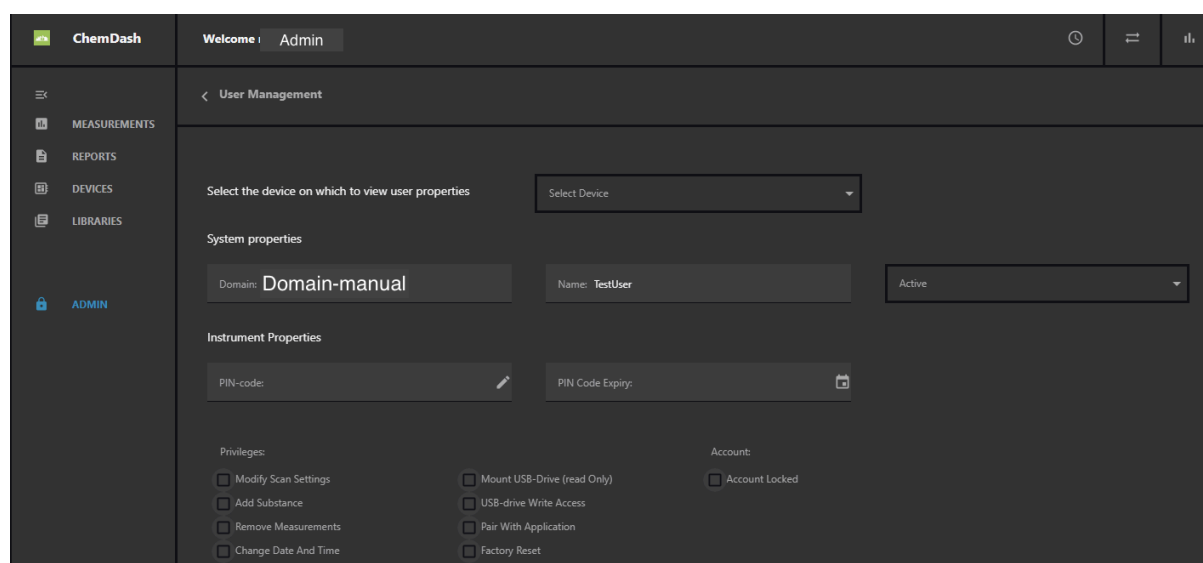 ChemDash
Welcome Admin
User Management
MEASUREMENTS
REPORTS
DEVICES
LIBRARIES
ADMIN
Select the device on which to view user properties
Select Device
System properties
Domain: Domain-manual
Name: TestUser
Active
Instrument Properties
PIN-code:
PIN Code Expiry:
Privileges:
Account:
Modify Scan Settings
Mount USB-Drive (read Only)
Account Locked
Add Substance
USB-drive Write Access
Remove Measurements
Pair With Application
Change Date And Time
Factory Reset